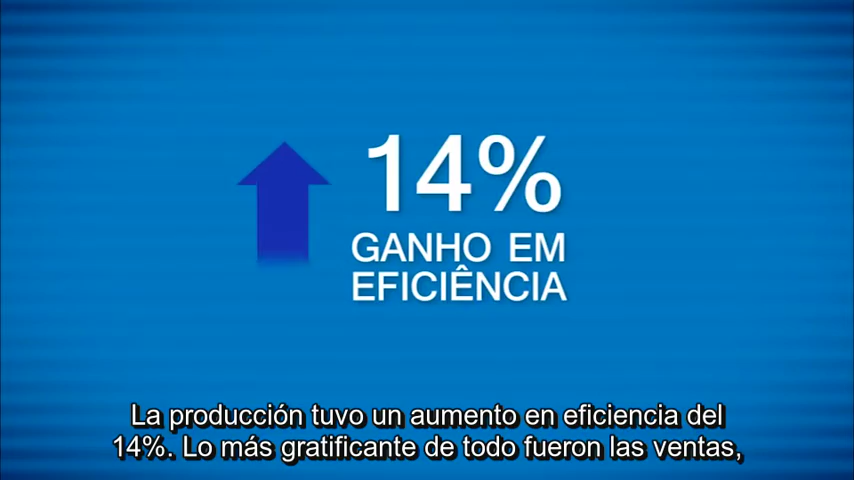 14%
GANHO EM
EFICIÊNCIA
La producción tuvo un aumento en eficiencia del
14%. Lo más gratificante de todo fueron las ventas,